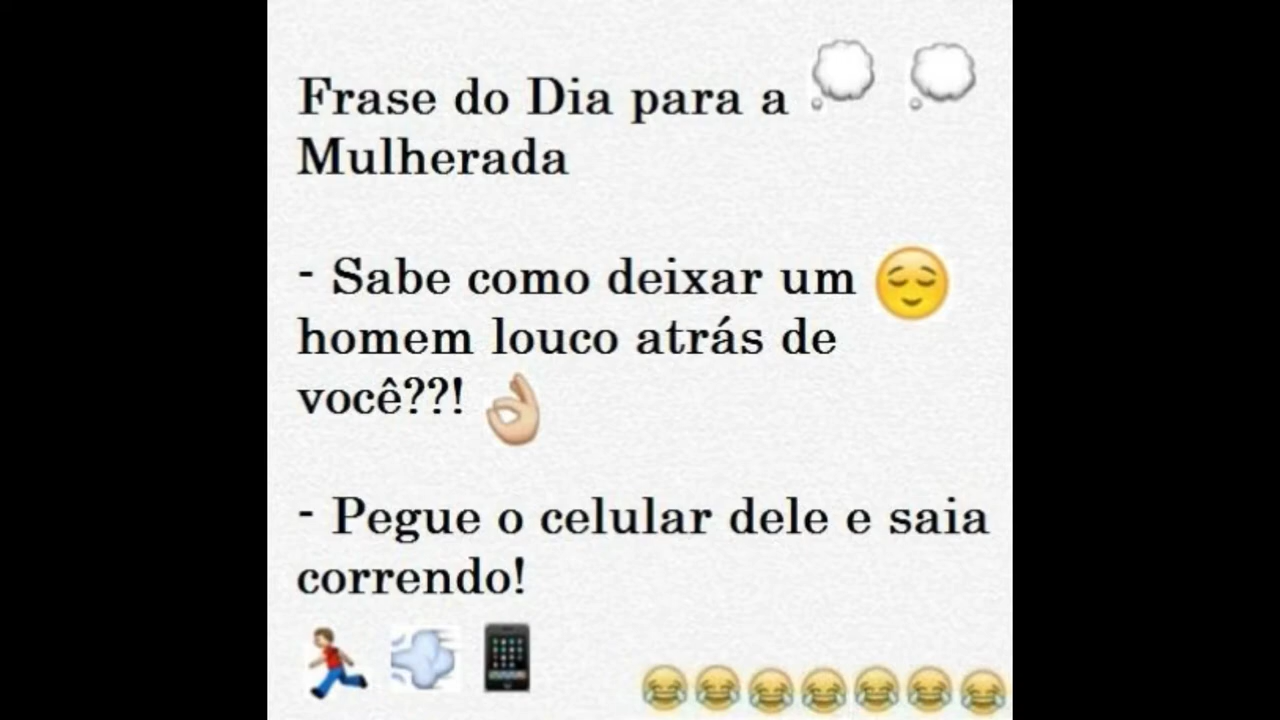 Frase do Dia para a
Mulherada
- Sabe como deixar um
homem louco atrás de
você??!
- Pegue o celular dele e saia
correndo!